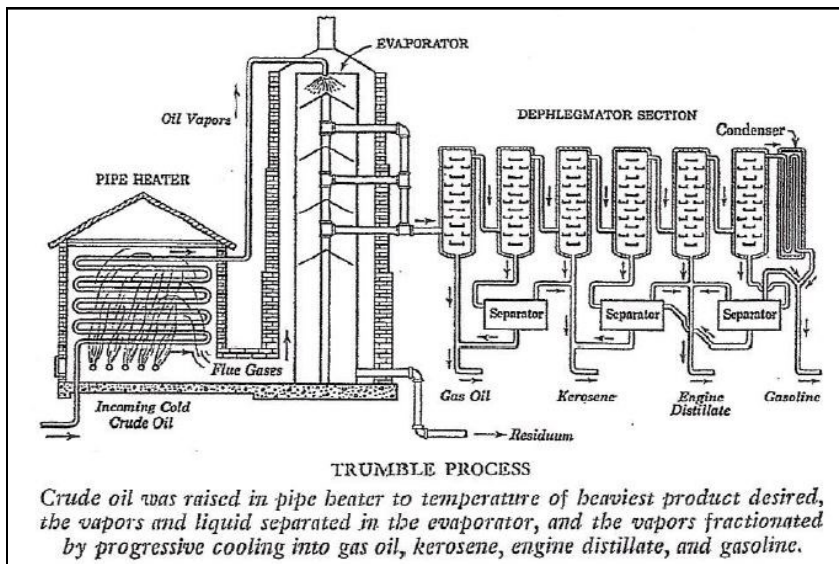 EVAPORATOR
Oil Vapors
DEPHLEGMATOR SECTION
Condenser
PIPE HEATER
Separator
Separator
Separator
Flue Gases
Incoming Cold
Crude Oil
Gas Oil
Kerosene
Engine
Distillate
Gasoline
Residuum
TRUMBLE PROCESS
Crude oil was raised in pipe heater to temperature of heaviest product desired,
the vapors and liquid separated in the evaporator, and the vapors fractionated
by progressive cooling into gas oil, kerosene, engine distillate, and gasoline.